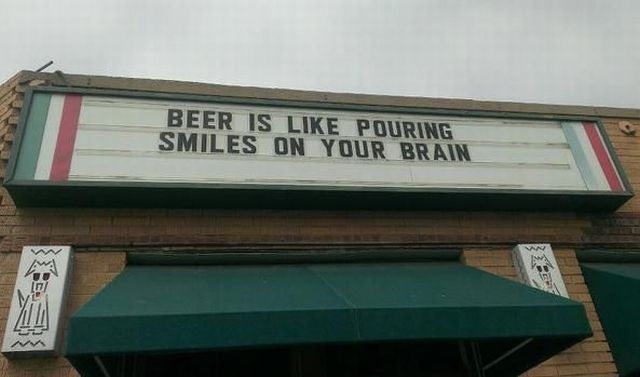 BEER IS LIKE POURING
SMILES ON YOUR BRAIN